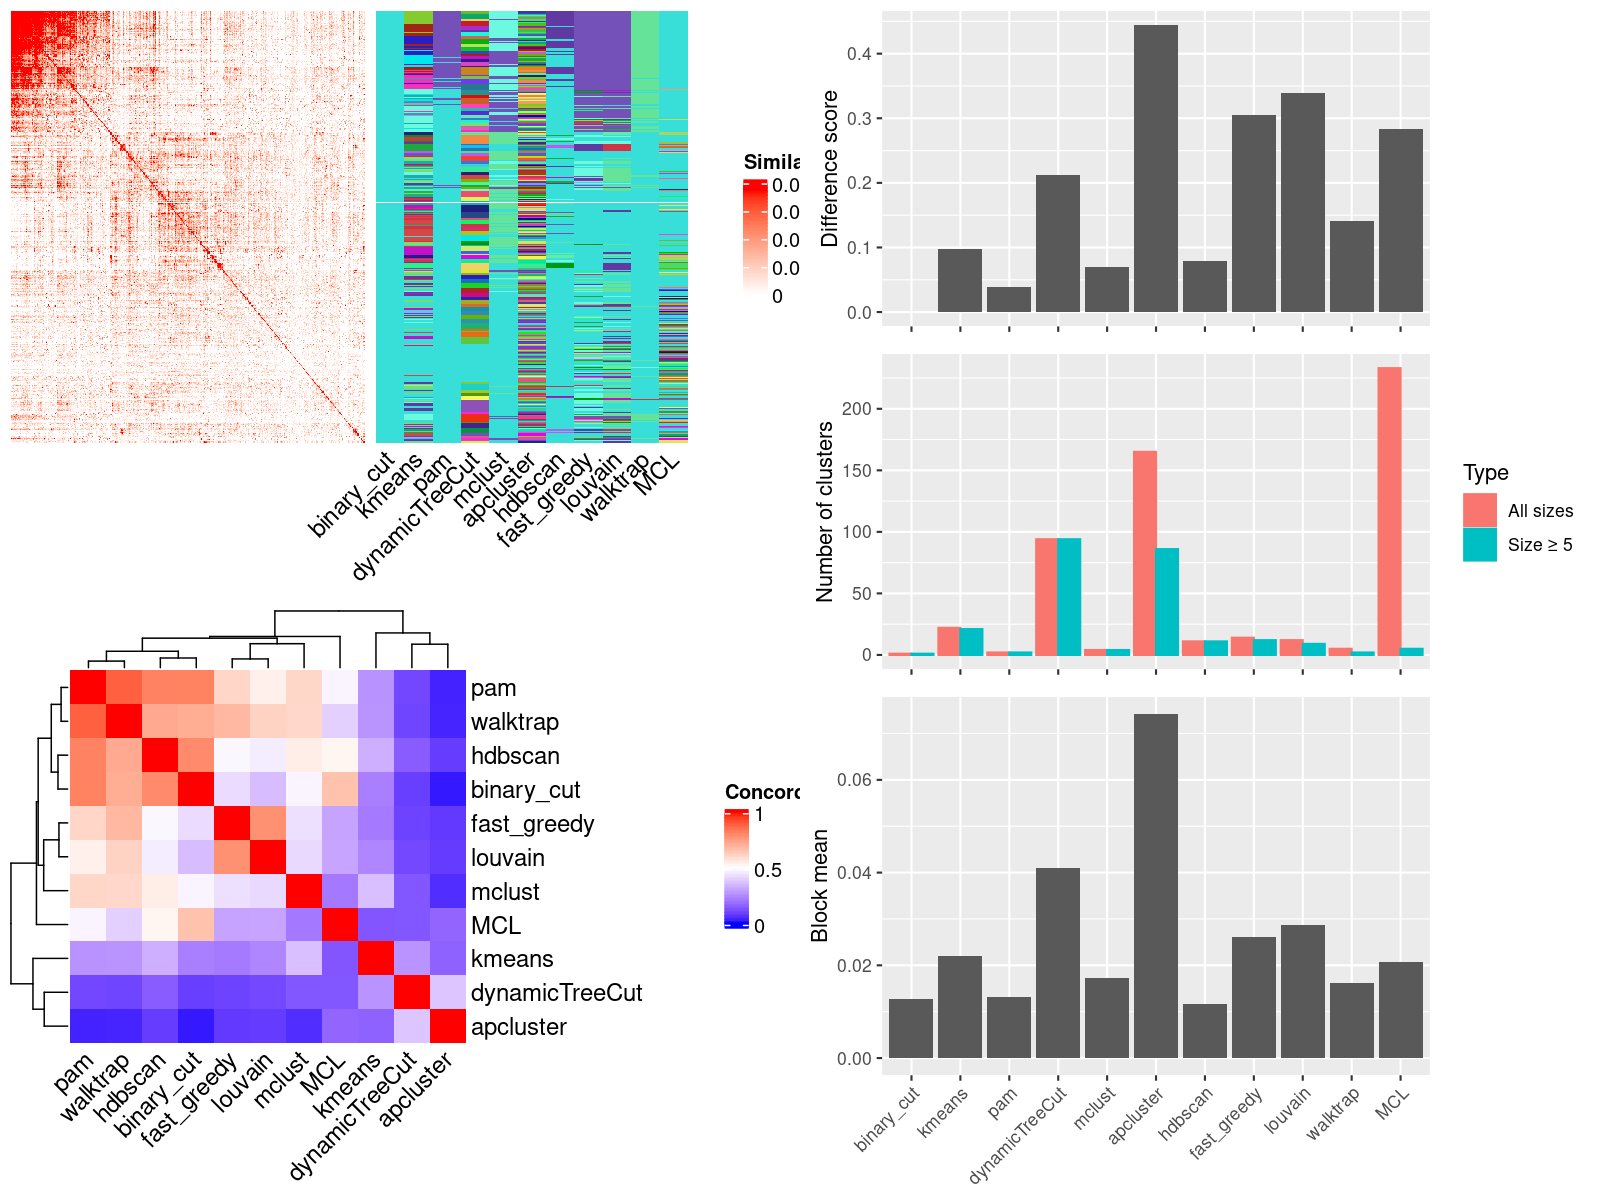 Simila
0.0
0.0
0.0
0.0
0
binary_cut
kmeans
pam
dynamicTreeCut
mclust
apcluster
hdbscan
fast_greedy
louvain
walktrap
MCL
pam
walktrap
hdbscan
binary_cut
fast_greedy
louvain
mclust
MCL
kmeans
dynamicTreeCut
apcluster
pam
walktrap
hdbscan
binary_cut
fast_greedy
louvain
mclust
MCL
kmeans
dynamicTreeCut
apcluster
Concord
1
0.5
0
Difference score
0.4
0.3
0.2
0.1
0.0
Number of clusters
200
150
100
50
0
Type
All sizes
Size ≥ 5
Block mean
0.06
0.04
0.02
0.00
binary_cut
kmeans
pam
dynamicTreeCut
mclust
apcluster
hdbscan
fast_greedy
louvain
walktrap
MCL